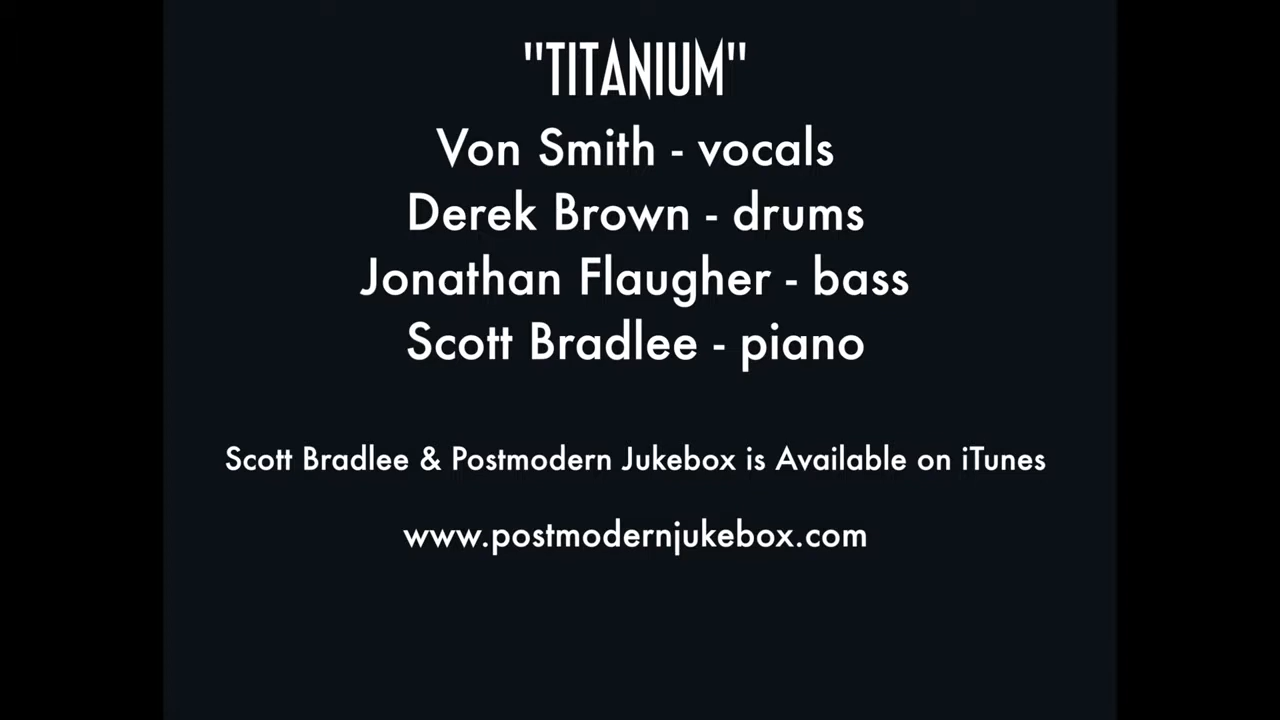 "TITANIUM"
Von Smith - vocals
Derek Brown - drums
Jonathan Flaugher - bass
Scott Bradlee - piano
Scott Bradlee & Postmodern Jukebox is Available on iTunes
www.postmodernjukebox.com